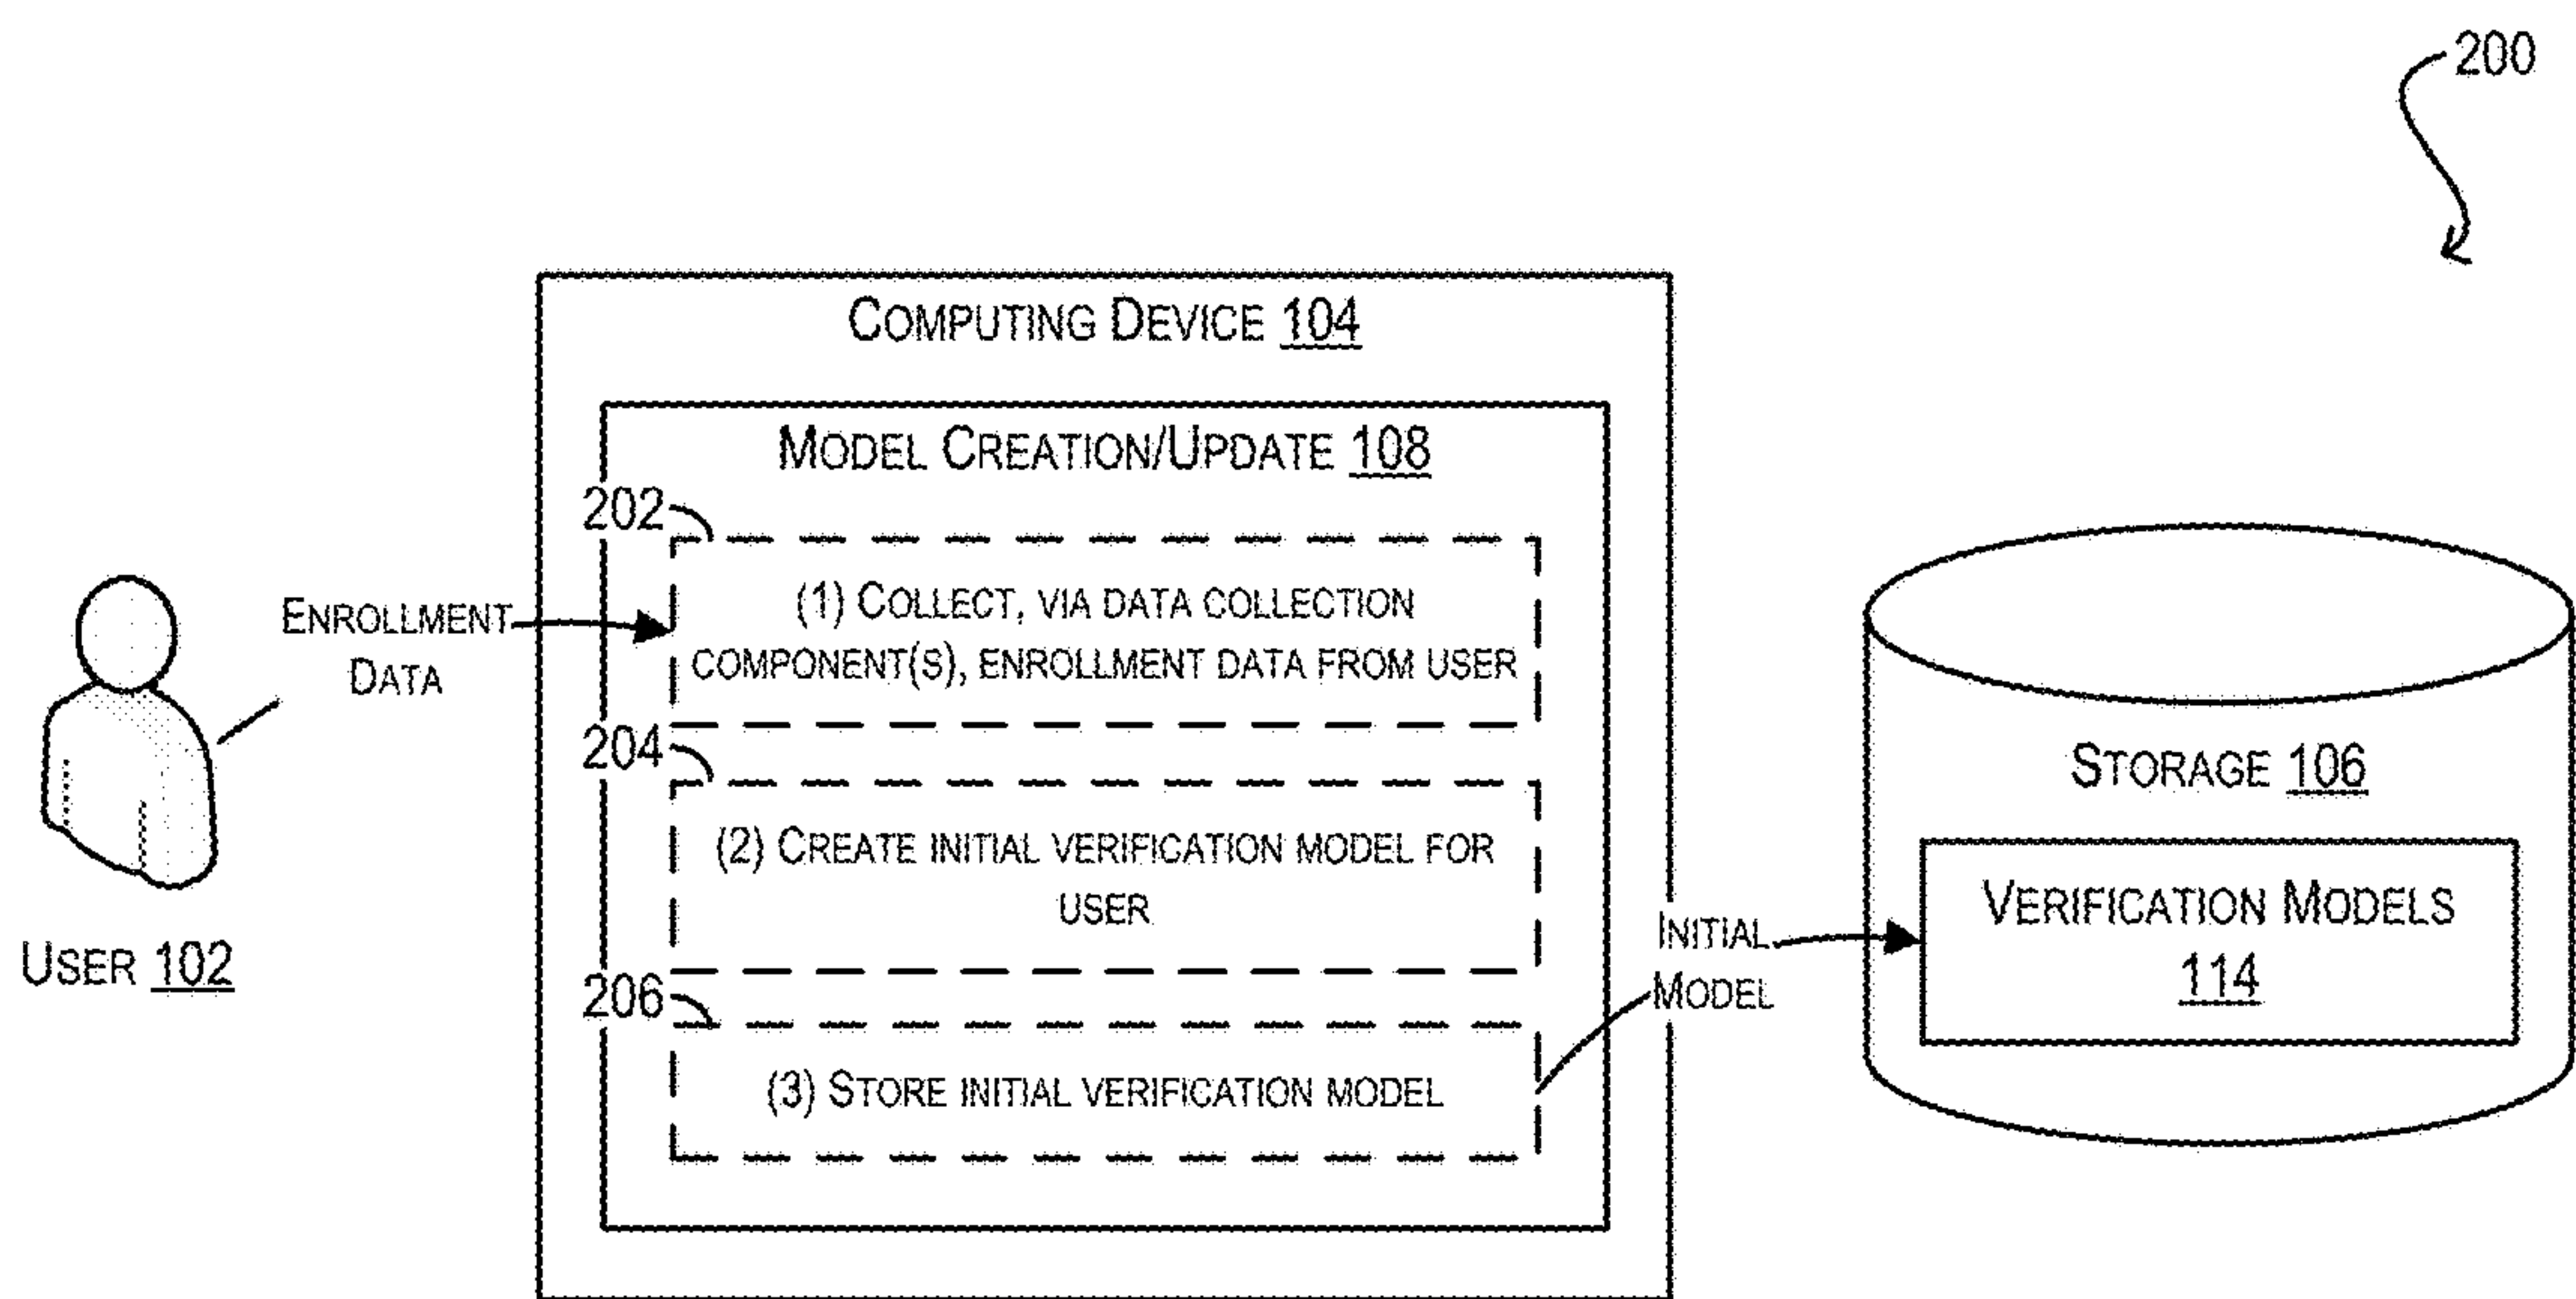 200
COMPUTING DEVICE 104
MODEL CREATION/UPDATE 108
202
(1) COLLECT, VIA DATA COLLECTION
COMPONENT(S), ENROLLMENT DATA FROM USER
ENROLLMENT
DATA
204
(2) CREATE INITIAL VERIFICATION MODEL FOR
USER
206
(3) STORE INITIAL VERIFICATION MODEL
USER 102
INITIAL
MODEL
STORAGE 106
VERIFICATION MODELS
114